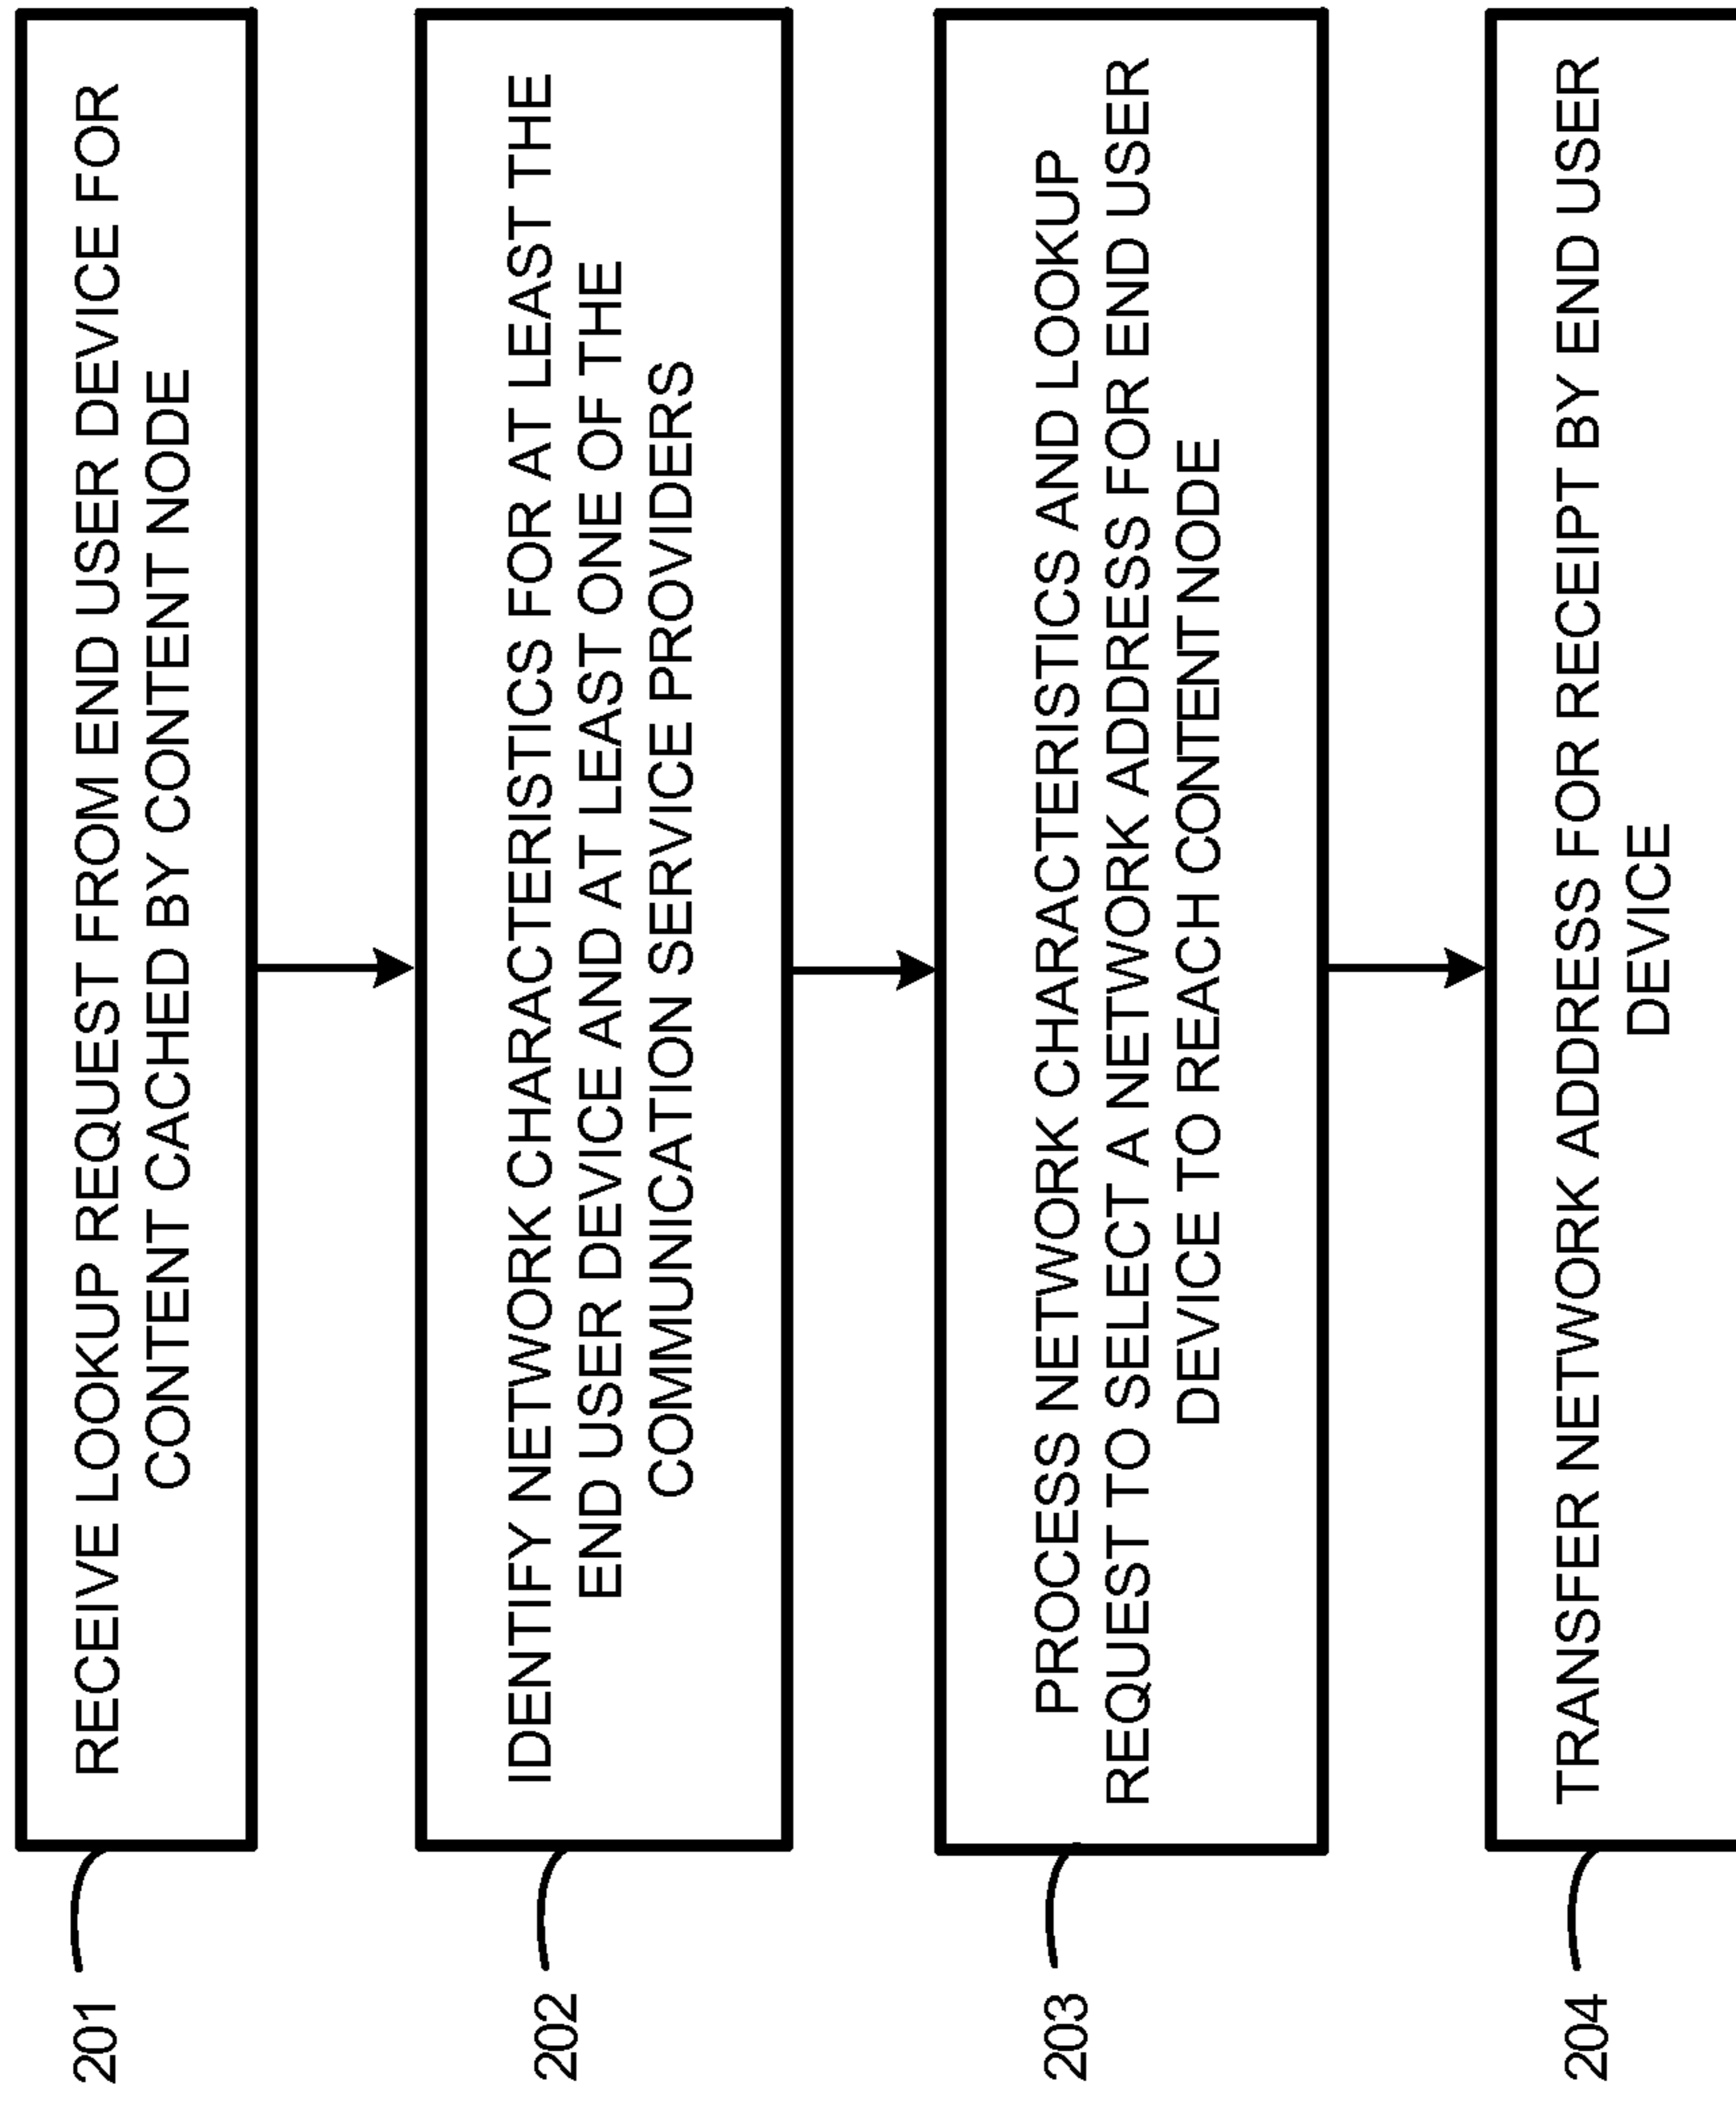 201
RECEIVE LOOKUP REQUEST FROM END USER DEVICE FOR
CONTENT CACHED BY CONTENT NODE
202
IDENTIFY NETWORK CHARACTERISTICS FOR AT LEAST THE
END USER DEVICE AND AT LEAST ONE OF THE
COMMUNICATION SERVICE PROVIDERS
203
PROCESS NETWORK CHARACTERISTICS AND LOOKUP
REQUEST TO SELECT A NETWORK ADDRESS FOR END USER
DEVICE TO REACH CONTENT NODE
204
TRANSFER NETWORK ADDRESS FOR RECEIPT BY END USER
DEVICE